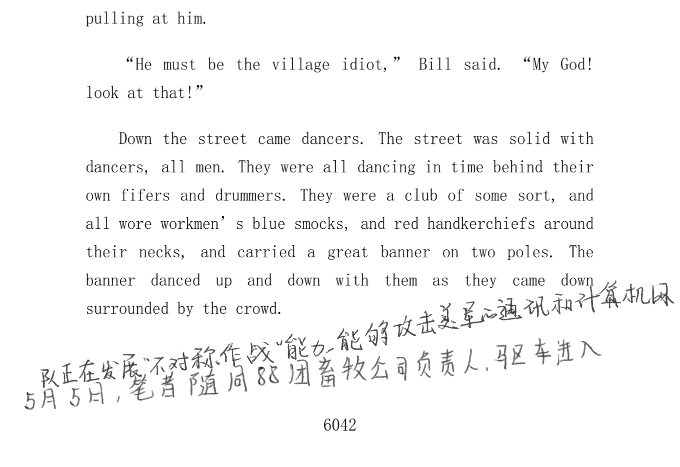 pulling at him.
“He must be the village idiot,” Bill said. “My God!
look at that!”
Down the street came dancers. The street was solid with
dancers, all men. They were all dancing in time behind their
own fifers and drummers. They were a club of some sort, and
all wore workmen’s blue smocks, and red handkerchiefs around
their necks, and carried a great banner on two poles. The
banner danced up and down with them as they came down
surrounded by the crowd.
队正在发展“不对称作战”能力—能够攻击美军的通讯和计算机网
5月5日,笔者随同88团畜牧公司负责人,驱车进入
6042